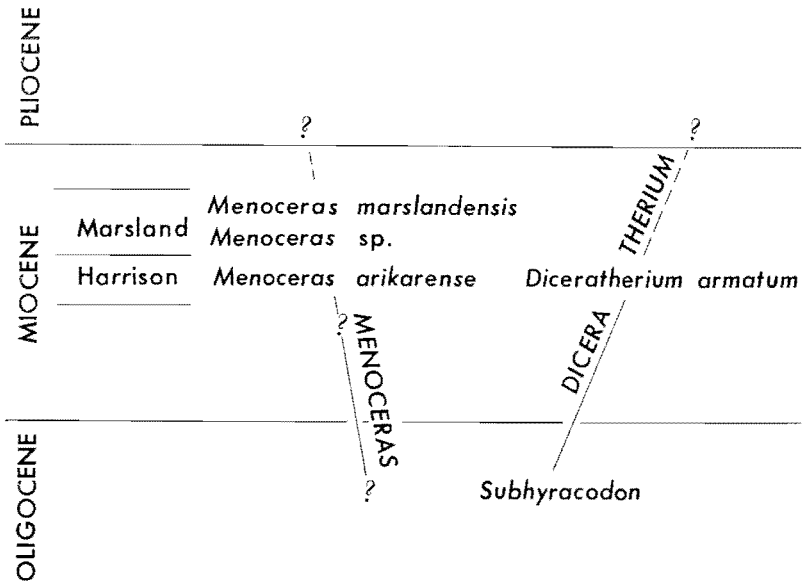 PLIOCENE
? ?
MIOCENE
Marsland
Menoceras marslandensis
Menoceras sp.
Harrison Menoceras arikarense Diceratherium armatum
? MENOCERAS
DICERA THERIUM
OLIGOCENE
? Subhyracodon